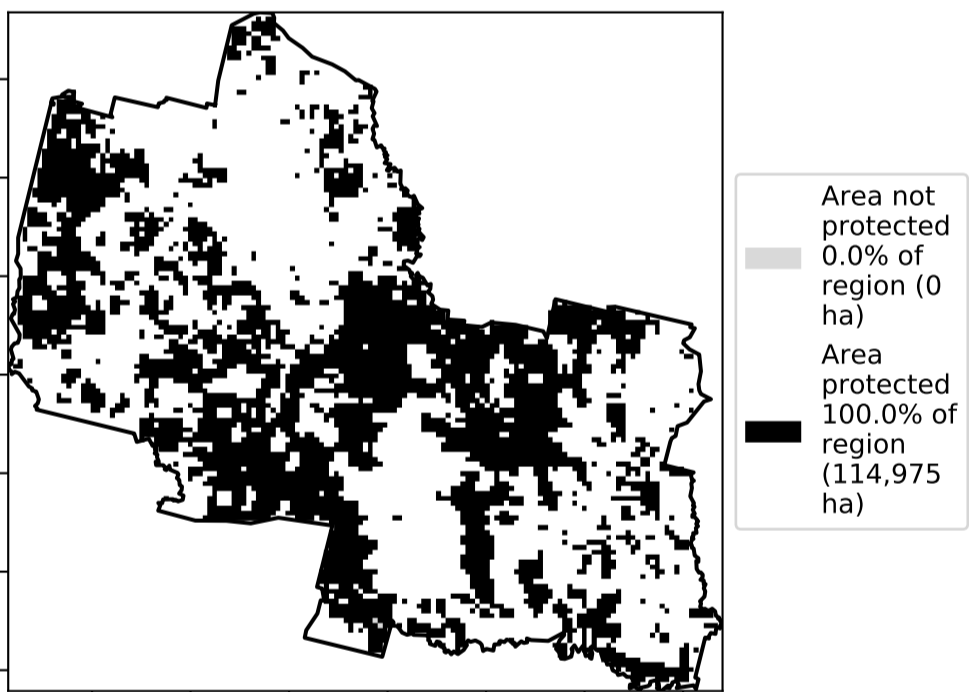 Area not
protected
0.0% of
region (0
ha)
Area
protected
100.0% of
region
(114,975
ha)